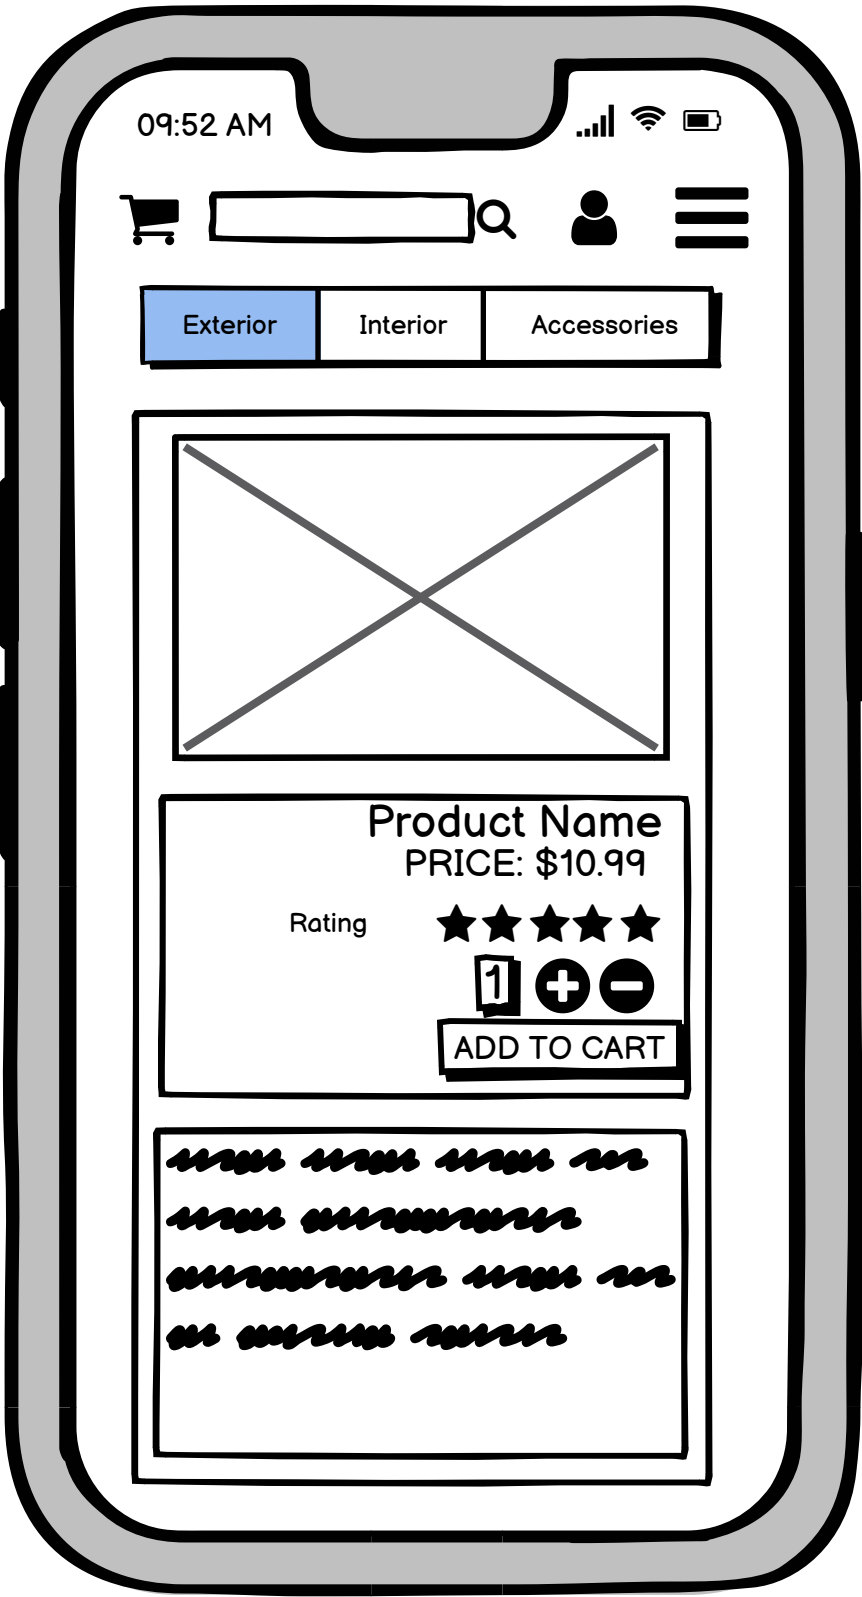 09:52 AM
Exterior Interior Accessories
Product Name
PRICE: $10.99
Rating
1
ADD TO CART